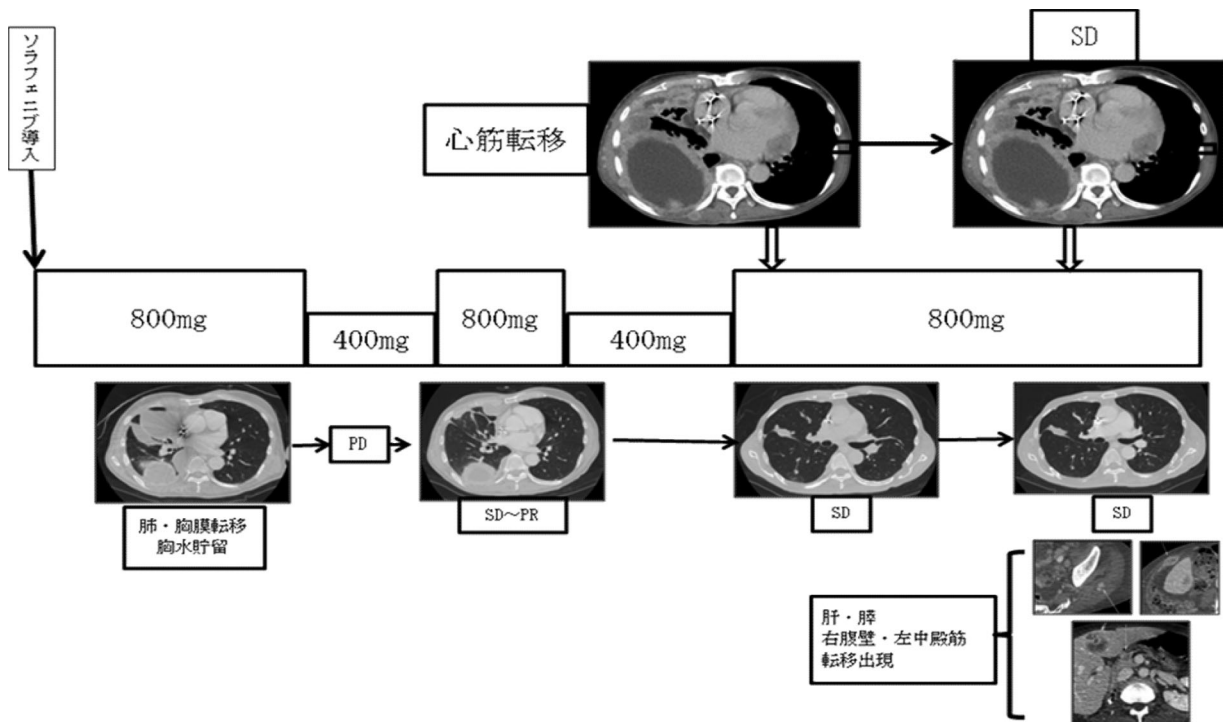 ソラフェニブ導入
SD
心筋転移
800mg
400mg
800mg
400mg
800mg
PD
肺・胸膜転移
胸水貯留
SD～PR
SD
SD
肝・膵
右腹壁・左中殿筋
転移出現